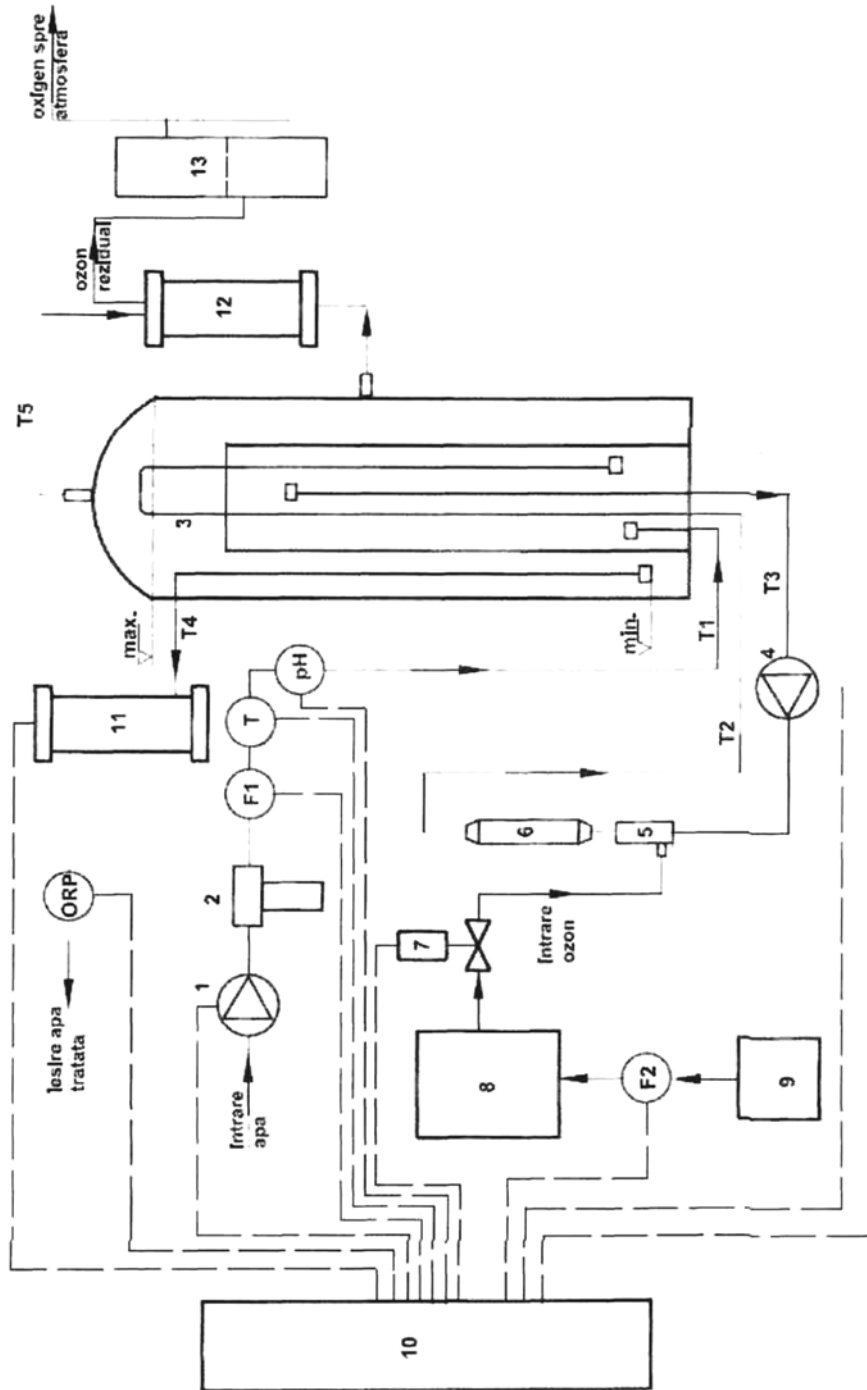 oxigen spre
atmosfera
13
ozon
rezidual
12
T5
3
max.
T4
min.
T1
T3
4
T2
11
pH
T
F1
2
1
ORP
Iesire apa
tratata
Intrare
apa
6
5
7
Intrare
ozon
8
F2
9
10